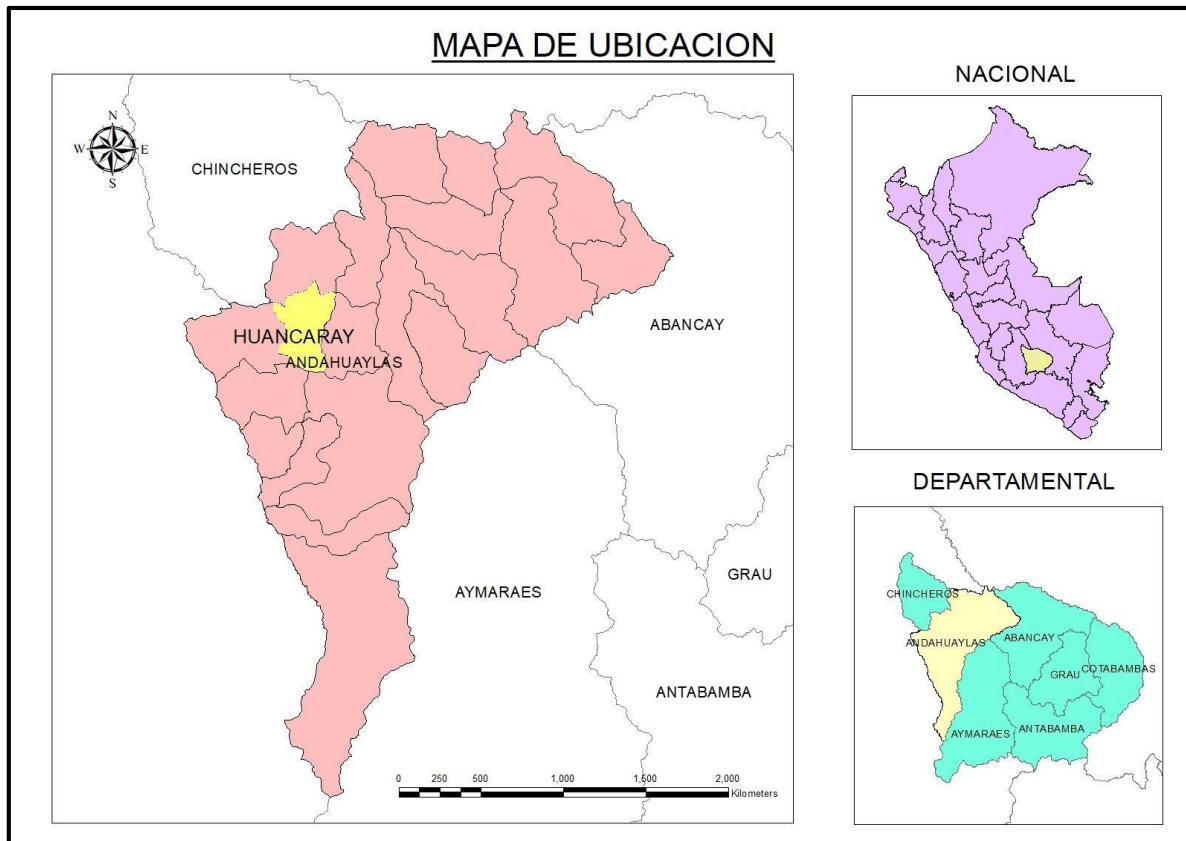 MAPA DE UBICACION
N
W
E
S
CHINCHEROS
HUANCARAY
ANDAHUAYLAS
ABANCAY
AYMARAES
GRAU
ANTABAMBA
0 250 500 1,000 1,500 2,000
Kilometers
NACIONAL
DEPARTAMENTAL
CHINCHEROS
ANDAHUAYLAS
ABANCAY
COTABAMBAS
GRAU
ANTABAMBA
AYMARAES